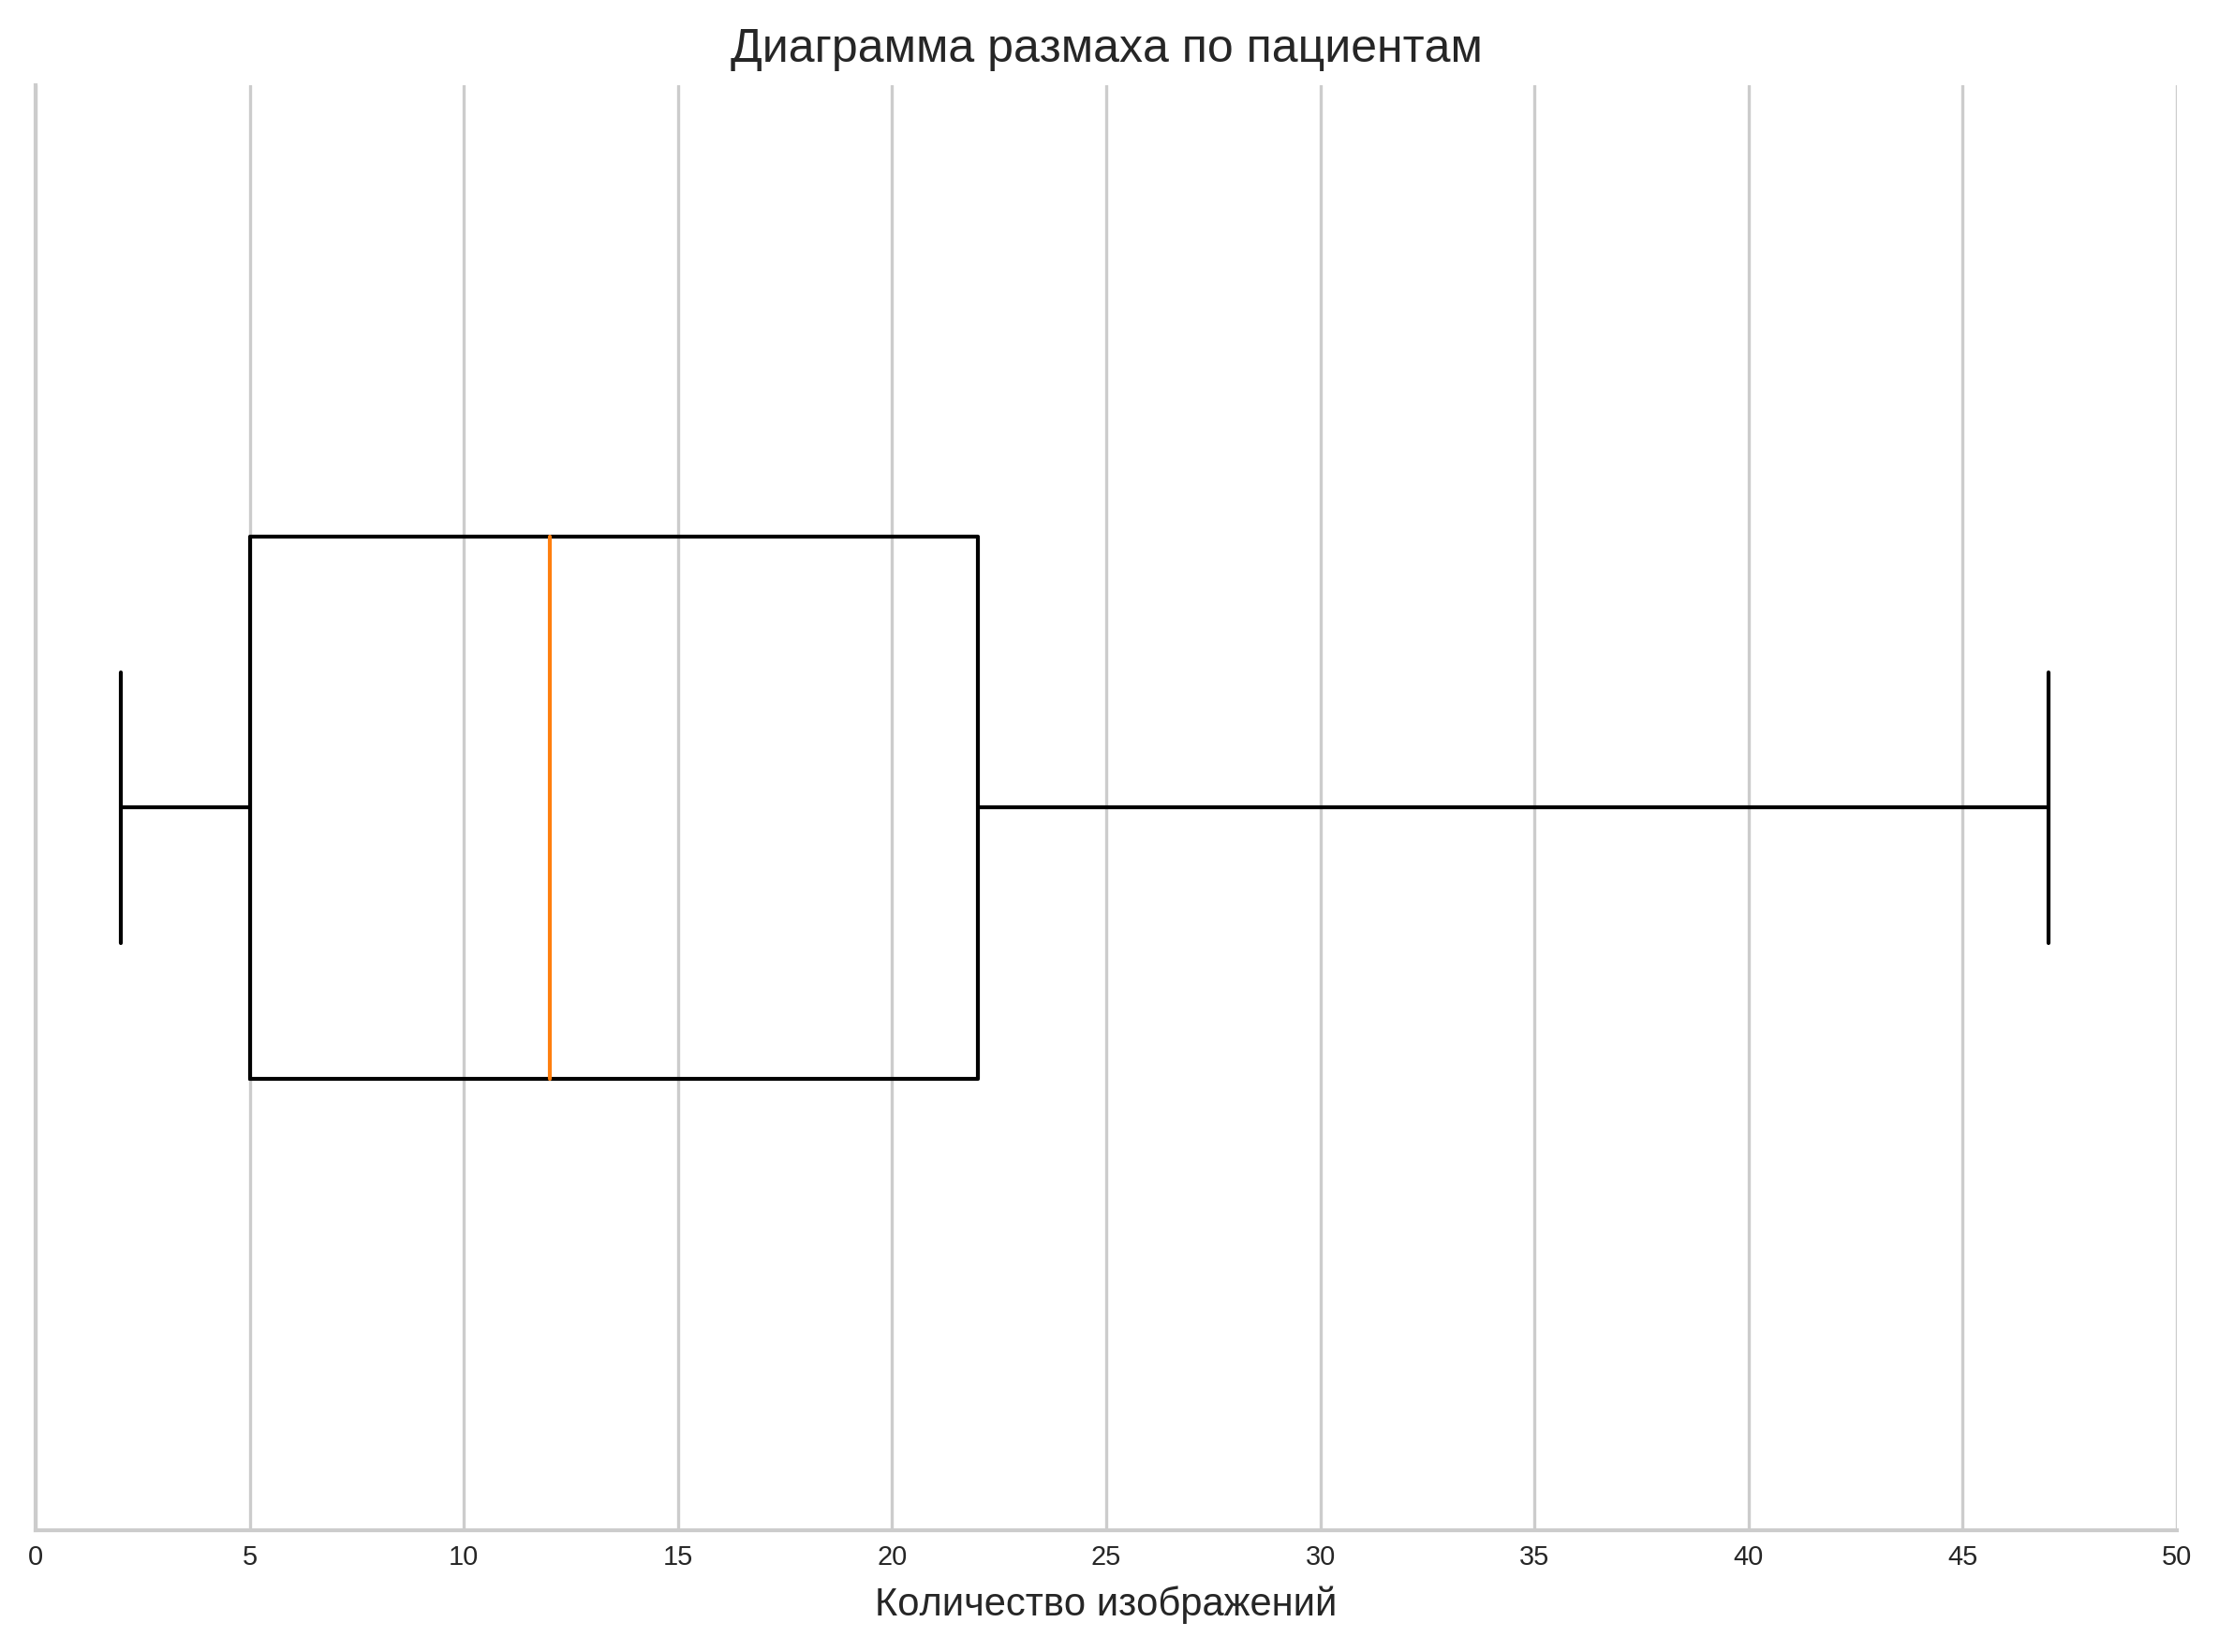 Диаграмма размаха по пациентам
0 5 10 15 20 25 30 35 40 45 50
Количество изображений